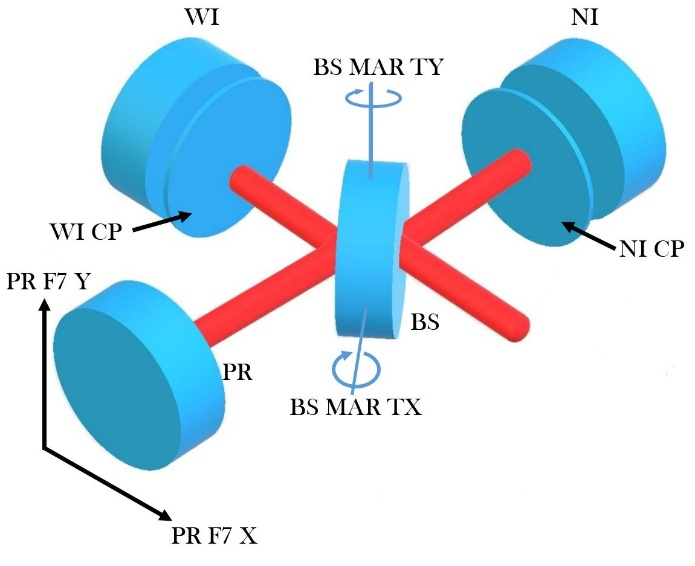 WI
NI
BS MAR TY
WI CP
NI CP
PR F7 Y
BS
PR
BS MAR TX
PR F7 X